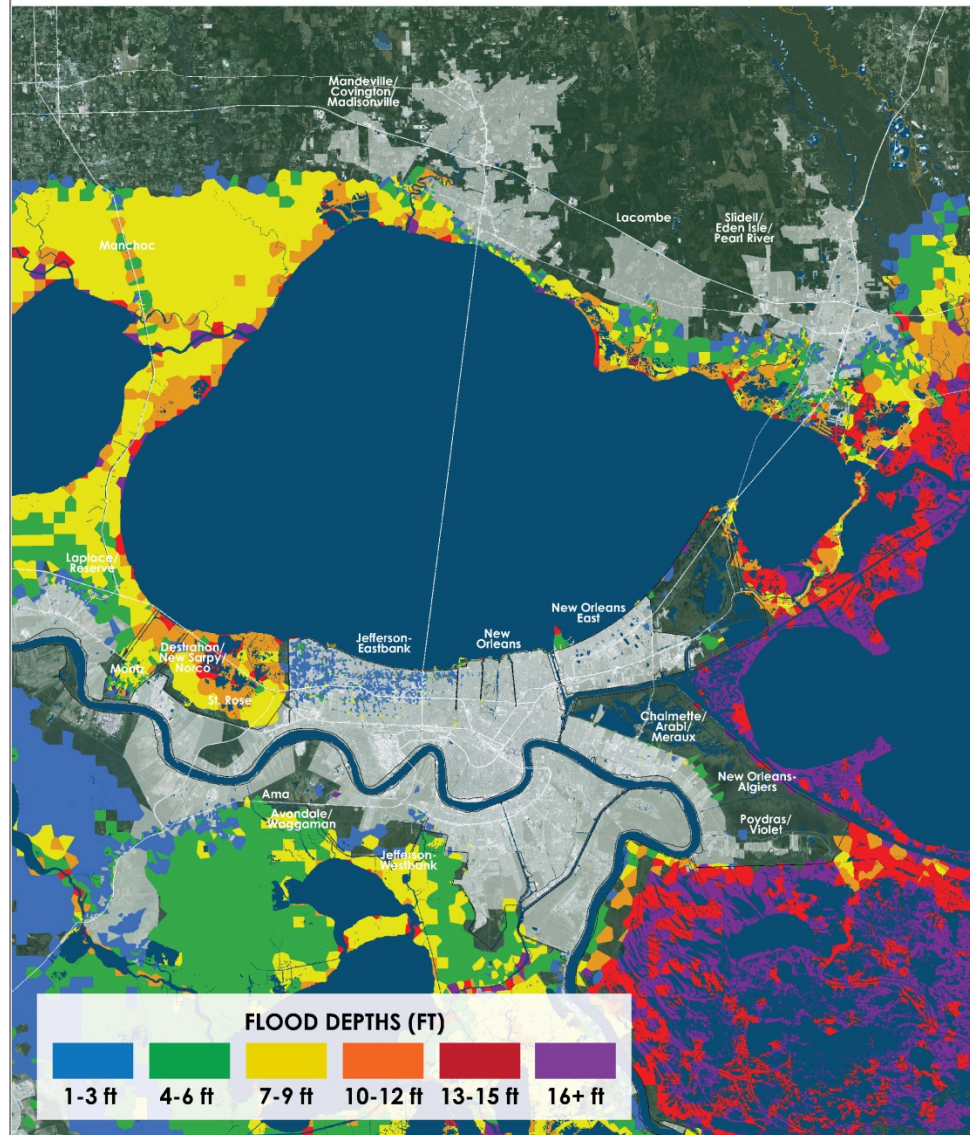 Mandeville/
Covington/
Madisonville
Lacombe
Slidell/
Eden Isle/
Pearl River
Manchac
Laplace/
Reserve
New Orleans
East
Jefferson-
Eastbank
New
Orleans
Destrahan/
New Sarpy/
Norco
Montz
St. Rose
Chalmette/
Arabi/
Meraux
New Orleans-
Algiers
Ama
Avondale/
Waggaman
Poydras/
Violet
Jefferson-
Westbank
FLOOD DEPTHS (FT)
1-3 ft
4-6 ft
7-9 ft
10-12 ft
13-15 ft
16+ ft